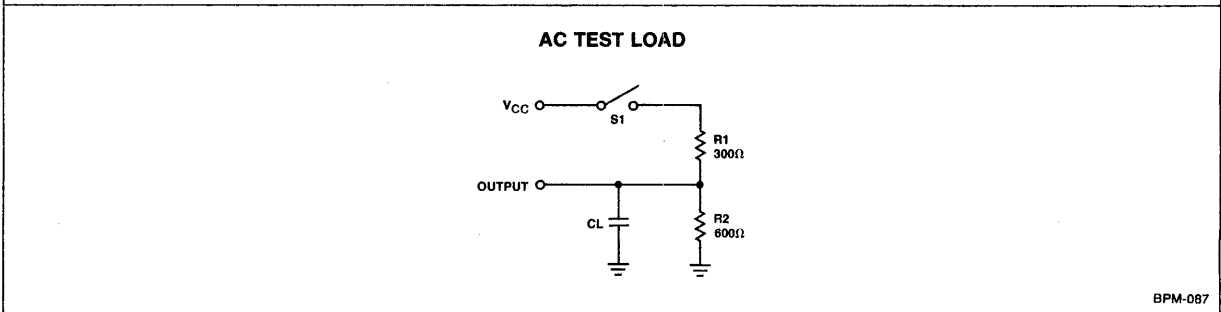 AC TEST LOAD
VCC
S1
R1
300Ω
OUTPUT
CL
R2
600Ω
BPM-087